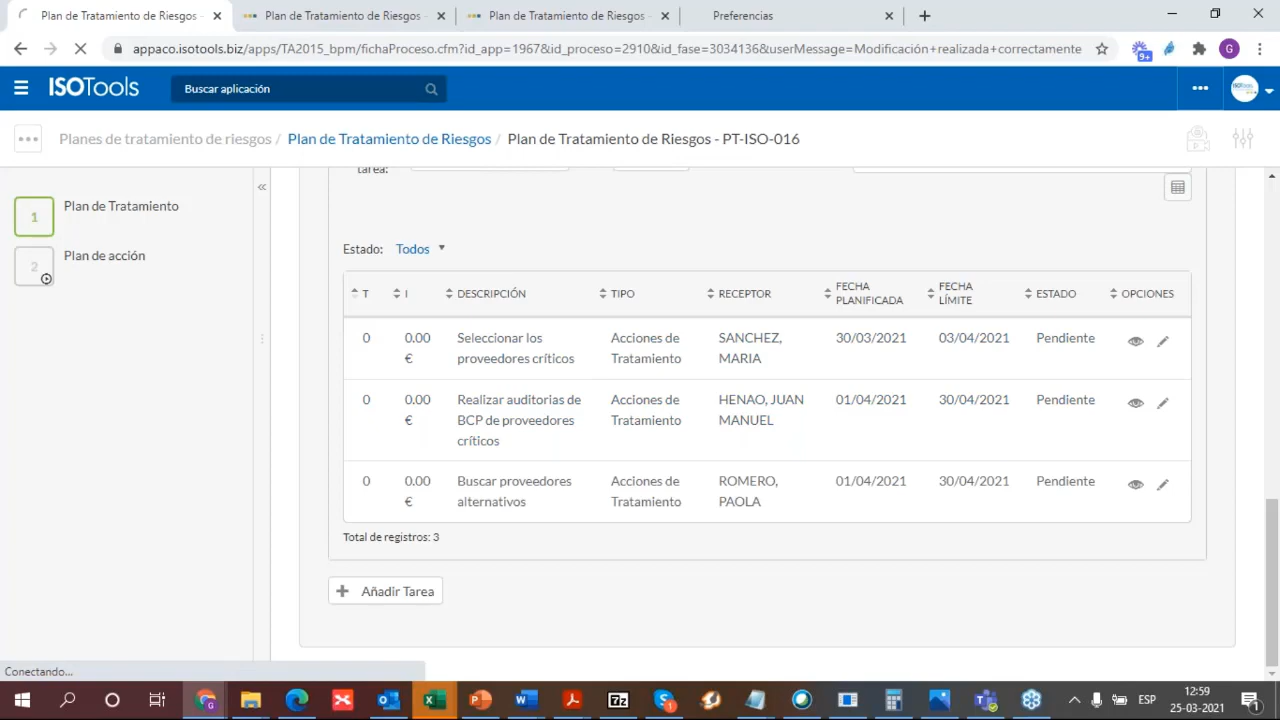 Plan de Tratamiento de Riesgos -
Plan de Tratamiento de Riesgos -
Plan de Tratamiento de Riesgos -
Preferencias
appaco.isotools.biz/apps/TA2015_bpm/fichaProceso.cfm?id_app=1967&id_proceso=2910&id_fase=3034136&userMessage=Modificación+realizada+correctamente
9+
G
ISOTools
Buscar aplicación
Planes de tratamiento de riesgos / Plan de Tratamiento de Riesgos / Plan de Tratamiento de Riesgos - PT-ISO-016
tarea:
1 Plan de Tratamiento
2 Plan de acción
Estado: Todos
T I DESCRIPCIÓN TIPO RECEPTOR FECHA PLANIFICADA FECHA LÍMITE ESTADO OPCIONES
0 0.00 € Seleccionar los proveedores críticos Acciones de Tratamiento SANCHEZ, MARIA 30/03/2021 03/04/2021 Pendiente
0 0.00 € Realizar auditorias de BCP de proveedores críticos Acciones de Tratamiento HENAO, JUAN MANUEL 01/04/2021 30/04/2021 Pendiente
0 0.00 € Buscar proveedores alternativos Acciones de Tratamiento ROMERO, PAOLA 01/04/2021 30/04/2021 Pendiente
Total de registros: 3
Añadir Tarea
Conectando...
ESP
12:59
25-03-2021